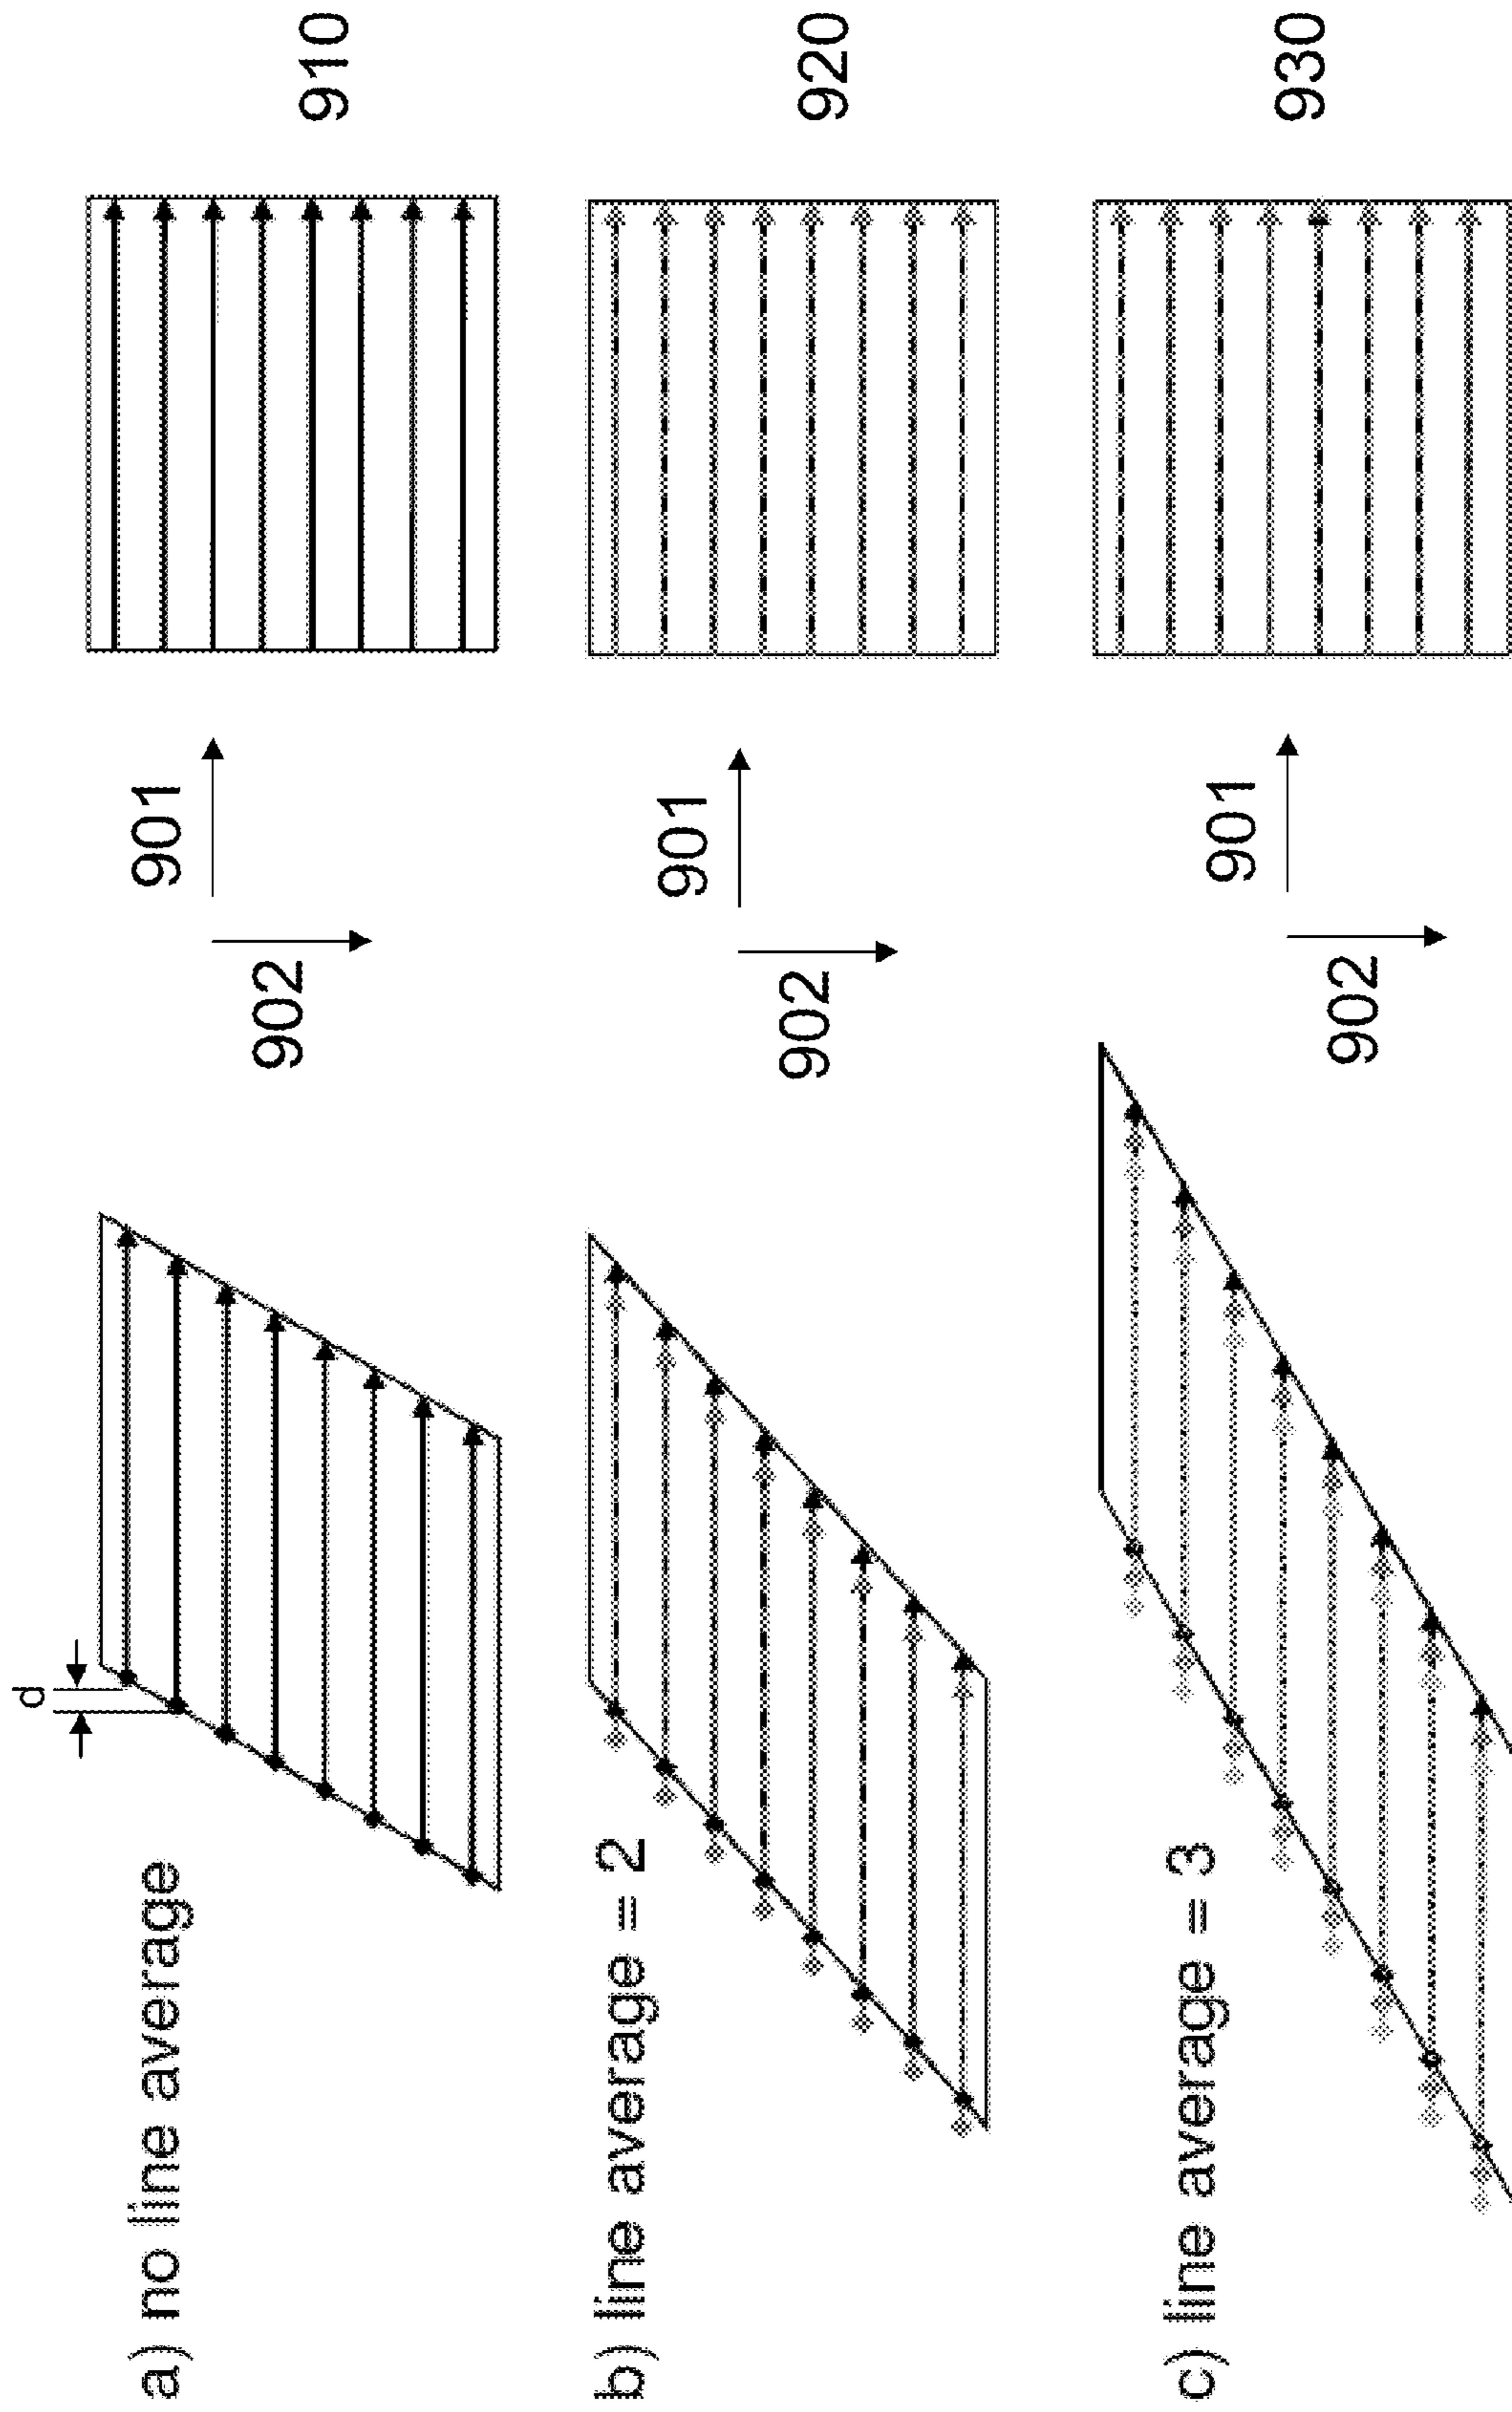 a) no line average
d
902
901
910
b) line average = 2
902
901
920
c) line average = 3
902
901
930